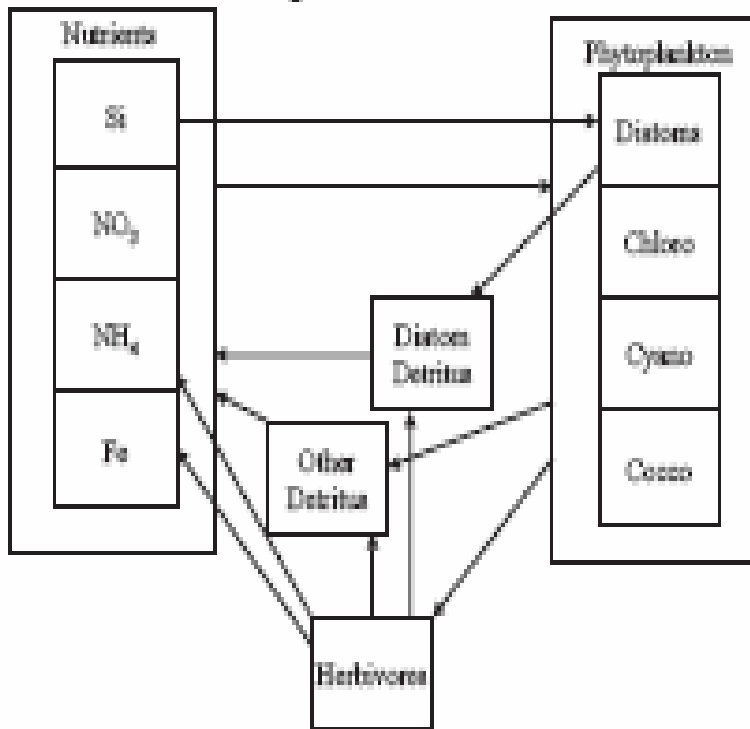 Nutrients
Si
NO₃
NH₄
Fe
Phytoplankton
Diatoms
Chloro
Cyano
Cocco
Diatom
Detritus
Other
Detritus
Herbivores